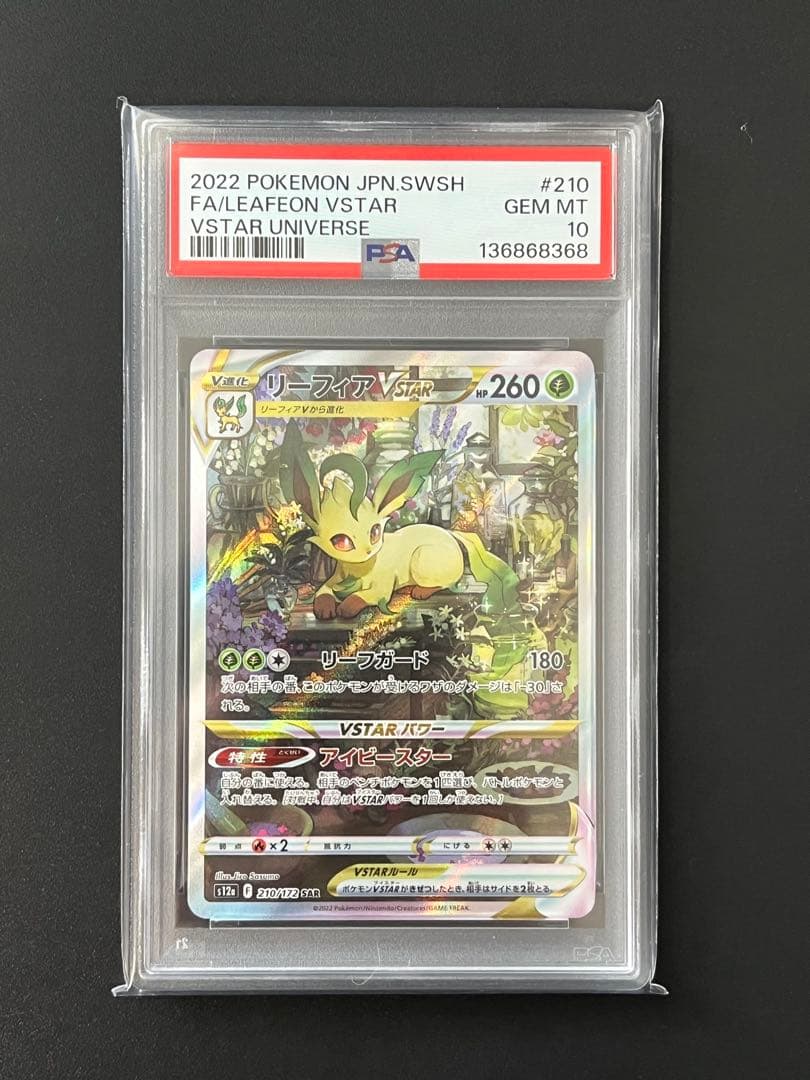 2022 POKEMON JPN.SWSH #210
FA/LEAFEON VSTAR GEM MT
VSTAR UNIVERSE 10
PSA 136868368
V進化 リーフィア VSTAR HP 260
リーフィアVから進化
リーフガード 180
次の相手の番、このポケモンが受けるワザのダメージは「-30」さ
れる。
VSTARパワー
特性 とくせい アイビースター
自分の番に使える。相手のベンチポケモンを1匹選び、バトルポケモンと
入れ替える。[対戦中、自分はVSTARパワーを1回しか使えない。]
弱点 ×2 抵抗力 にげる
Illus. Jiro Sasumo
VSTARルール
ポケモンVSTARがきぜつしたとき、相手はサイドを2枚とる。
s12a F 210/172 SAR
©2022 Pokémon/Nintendo/Creatures/GAME FREAK.
21
PSA